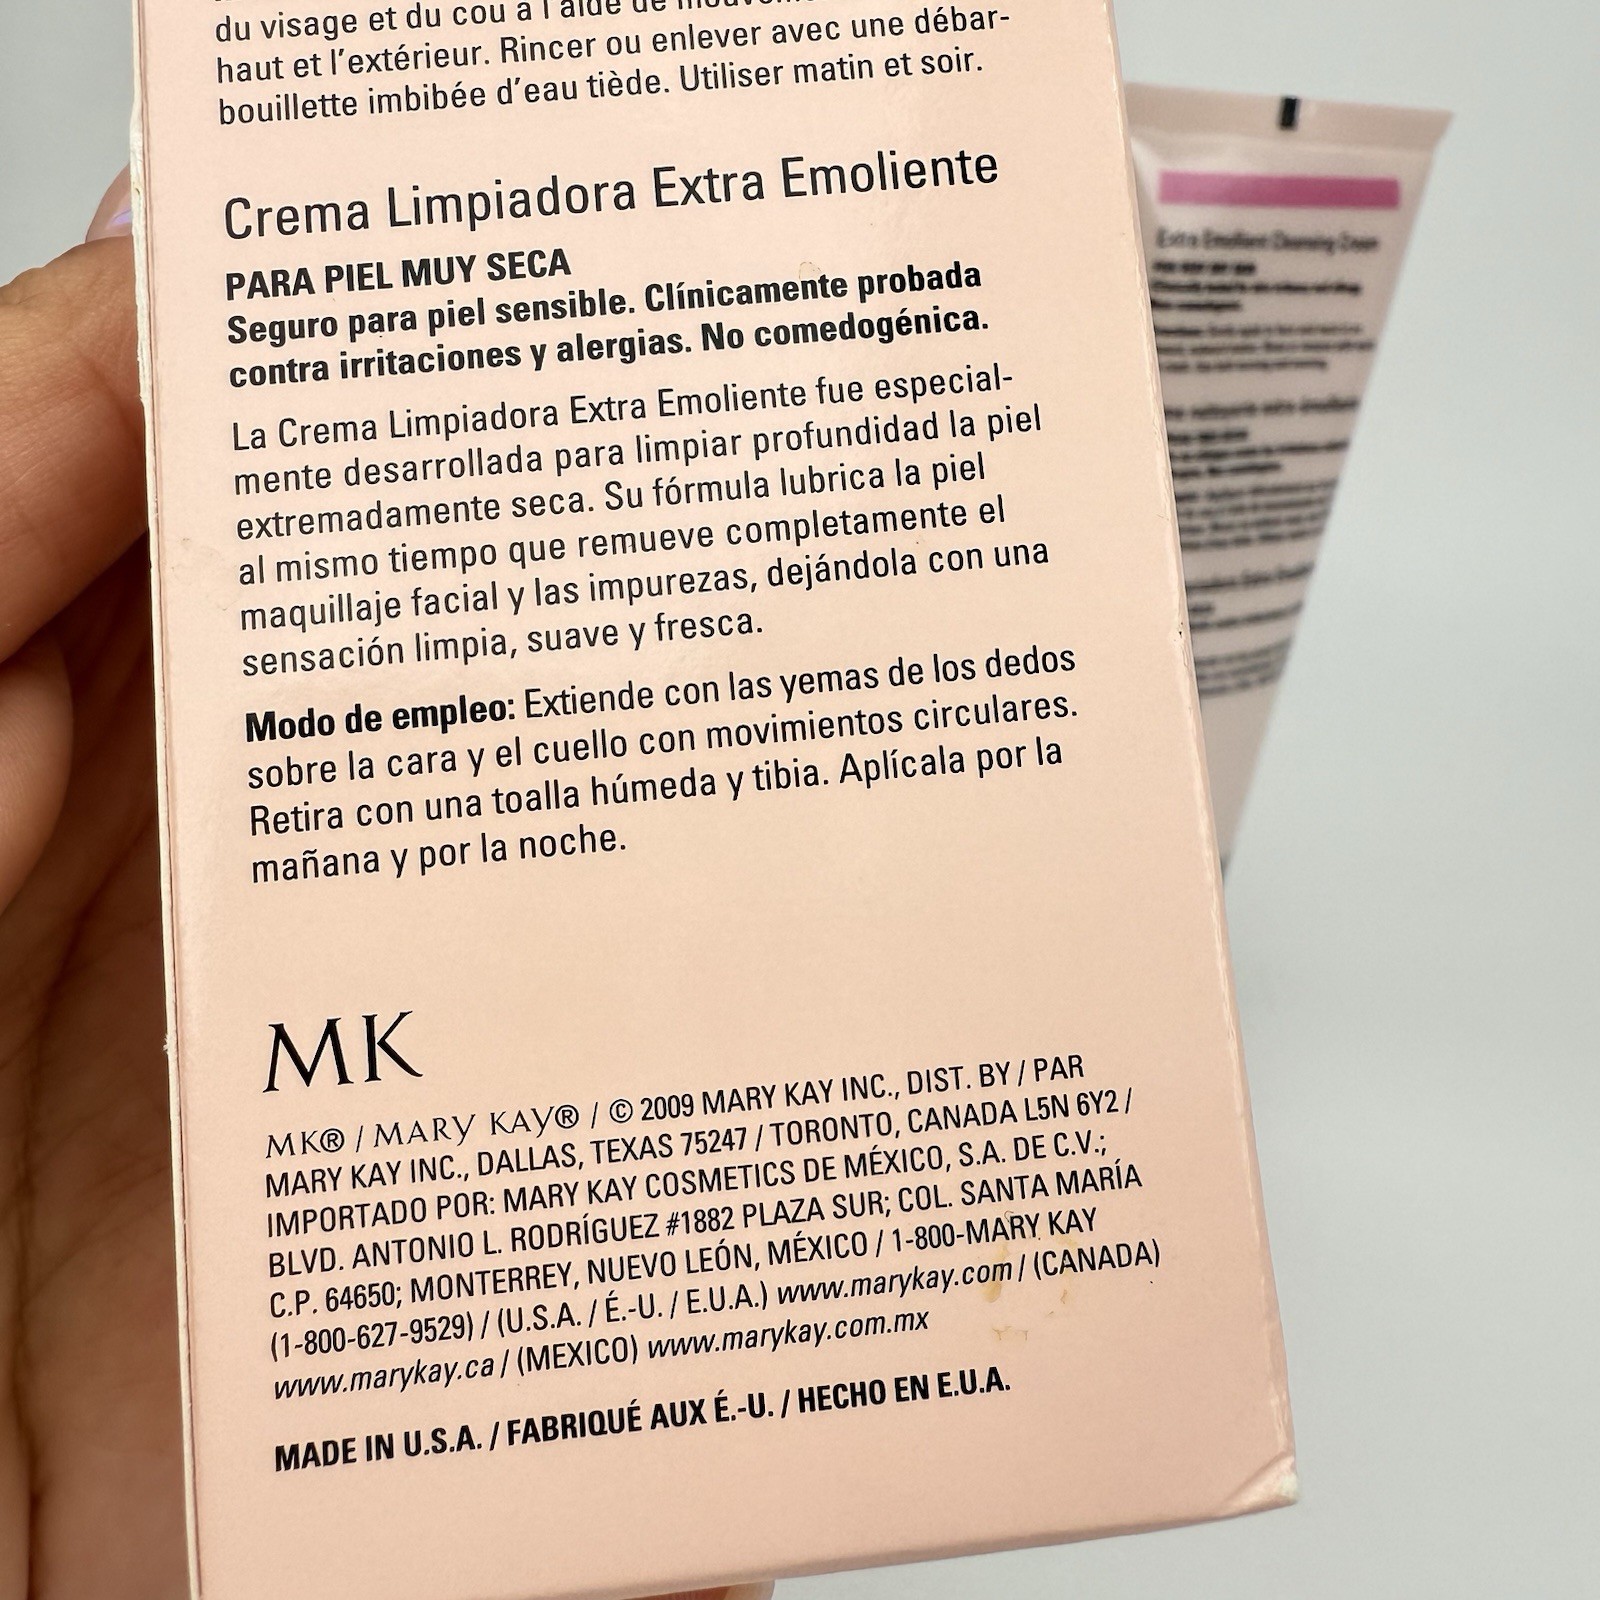 du visage et du cou à l'aide de
haut et l'extérieur. Rincer ou enlever avec une débar-
bouillette imbibée d'eau tiède. Utiliser matin et soir.
Crema Limpiadora Extra Emoliente
PARA PIEL MUY SECA
Seguro para piel sensible. Clínicamente probada
contra irritaciones y alergias. No comedogénica.
La Crema Limpiadora Extra Emoliente fue especial-
mente desarrollada para limpiar profundidad la piel
extremadamente seca. Su fórmula lubrica la piel
al mismo tiempo que remueve completamente el
maquillaje facial y las impurezas, dejándola con una
sensación limpia, suave y fresca.
Modo de empleo: Extiende con las yemas de los dedos
sobre la cara y el cuello con movimientos circulares.
Retira con una toalla húmeda y tibia. Aplícala por la
mañana y por la noche.
MK
MK® / MARY KAY® / © 2009 MARY KAY INC., DIST. BY / PAR
MARY KAY INC., DALLAS, TEXAS 75247 / TORONTO, CANADA L5N 6Y2 /
IMPORTADO POR: MARY KAY COSMETICS DE MÉXICO, S.A. DE C.V.;
BLVD. ANTONIO L. RODRÍGUEZ #1882 PLAZA SUR; COL. SANTA MARÍA
C.P. 64650; MONTERREY, NUEVO LEÓN, MÉXICO / 1-800-MARY KAY
(1-800-627-9529) / (U.S.A. / É.-U. / E.U.A.) www.marykay.com / (CANADA)
www.marykay.ca / (MEXICO) www.marykay.com.mx
MADE IN U.S.A. / FABRIQUÉ AUX É.-U. / HECHO EN E.U.A.
Extra Emollient Cleansing Cream